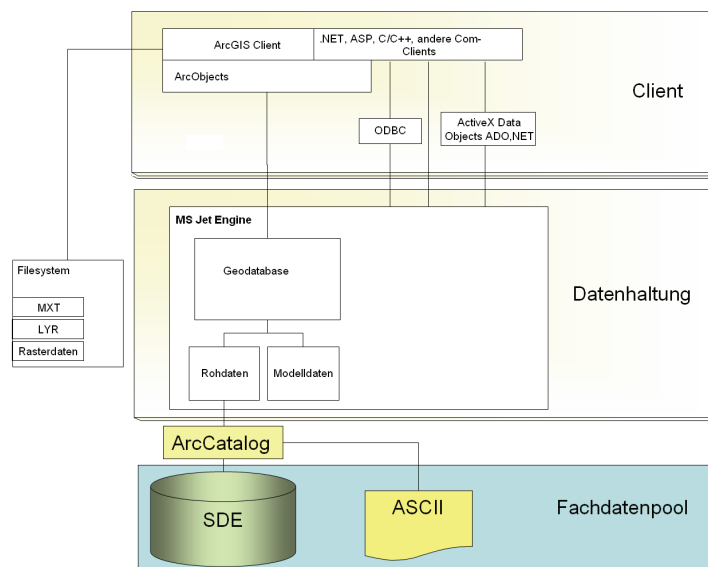 ArcGIS Client
.NET, ASP, C/C++, andere Com-
Clients
ArcObjects
Client
ODBC
ActiveX Data
Objects ADO,NET
MS Jet Engine
Geodatabase
Filesystem
MXT
LYR
Rasterdaten
Datenhaltung
Rohdaten
Modelldaten
ArcCatalog
SDE
ASCII
Fachdatenpool